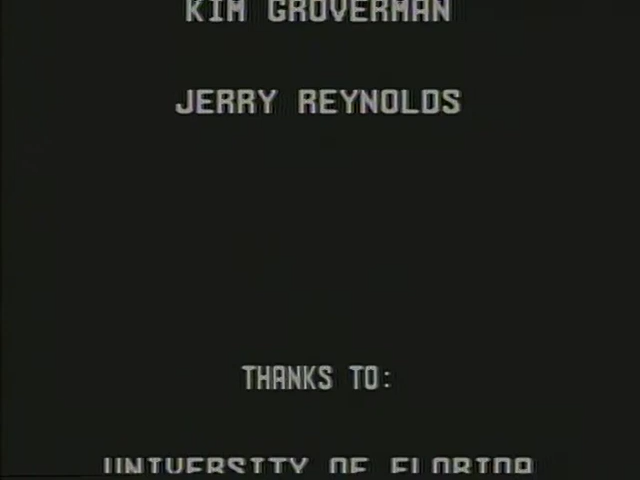 KIM GROVERMAN
JERRY REYNOLDS
THANKS TO:
UNIVERSITY OF FLORIDA